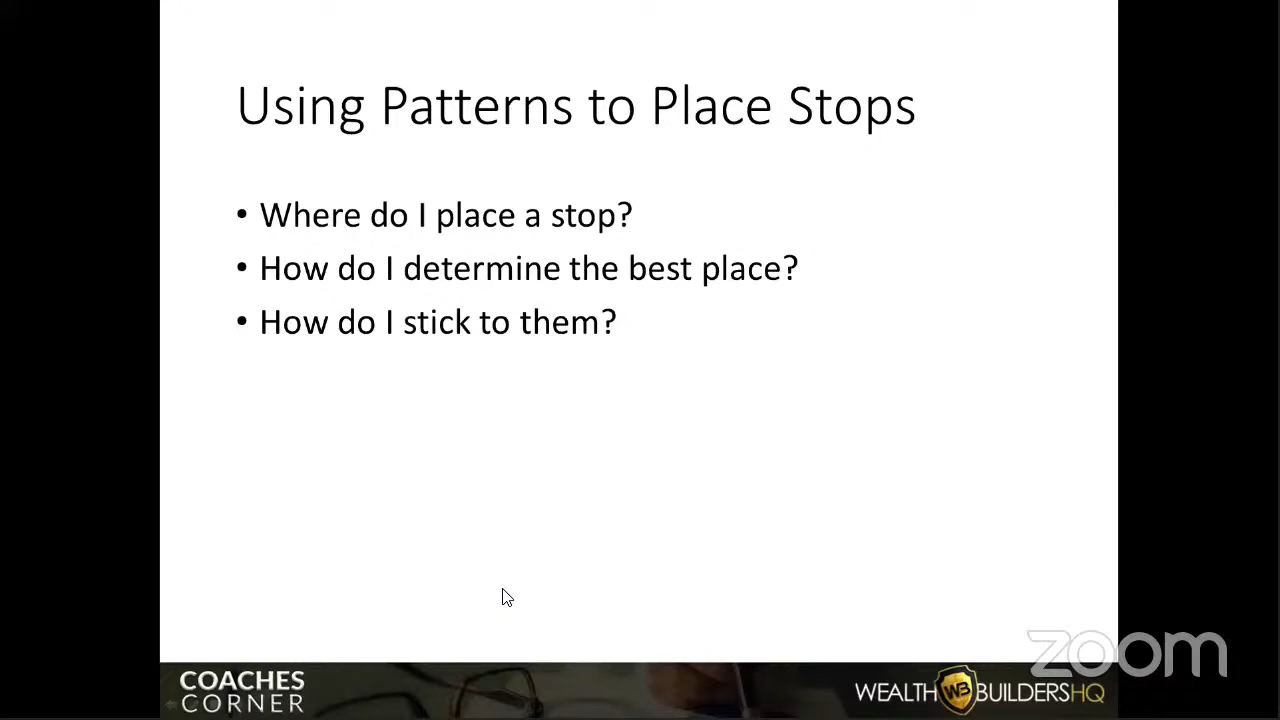 Using Patterns to Place Stops
• Where do I place a stop?
• How do I determine the best place?
• How do I stick to them?
zoom
COACHES
CORNER
WEALTH WB BUILDERSHQ